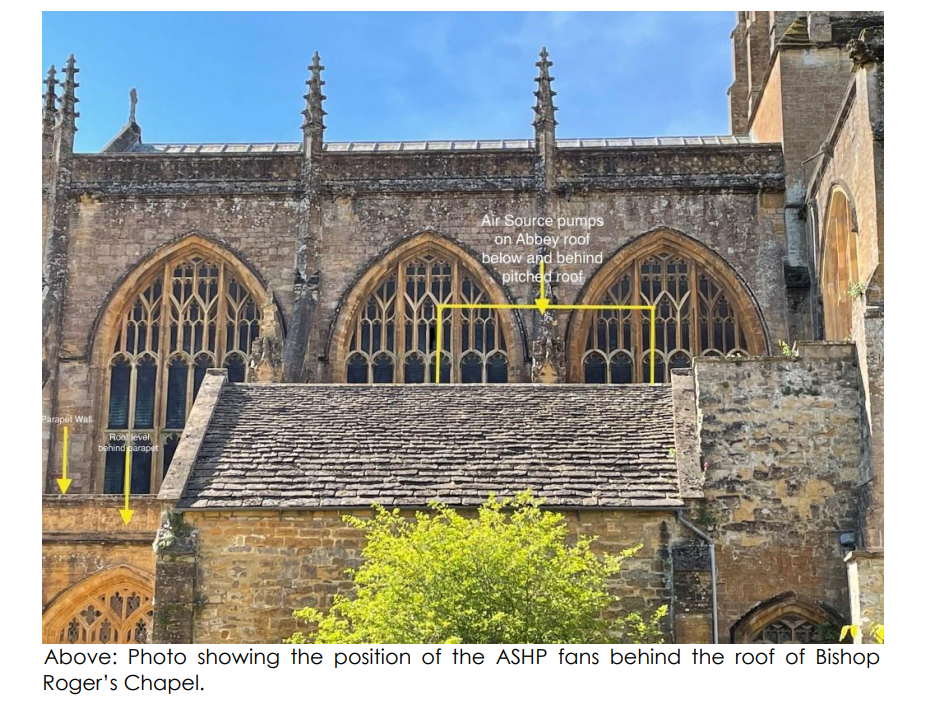 Air Source pumps
on Abbey roof
below and behind
pitched roof
Parapet Wall
Roof level
behind parapet
Above: Photo showing the position of the ASHP fans behind the roof of Bishop
Roger's Chapel.